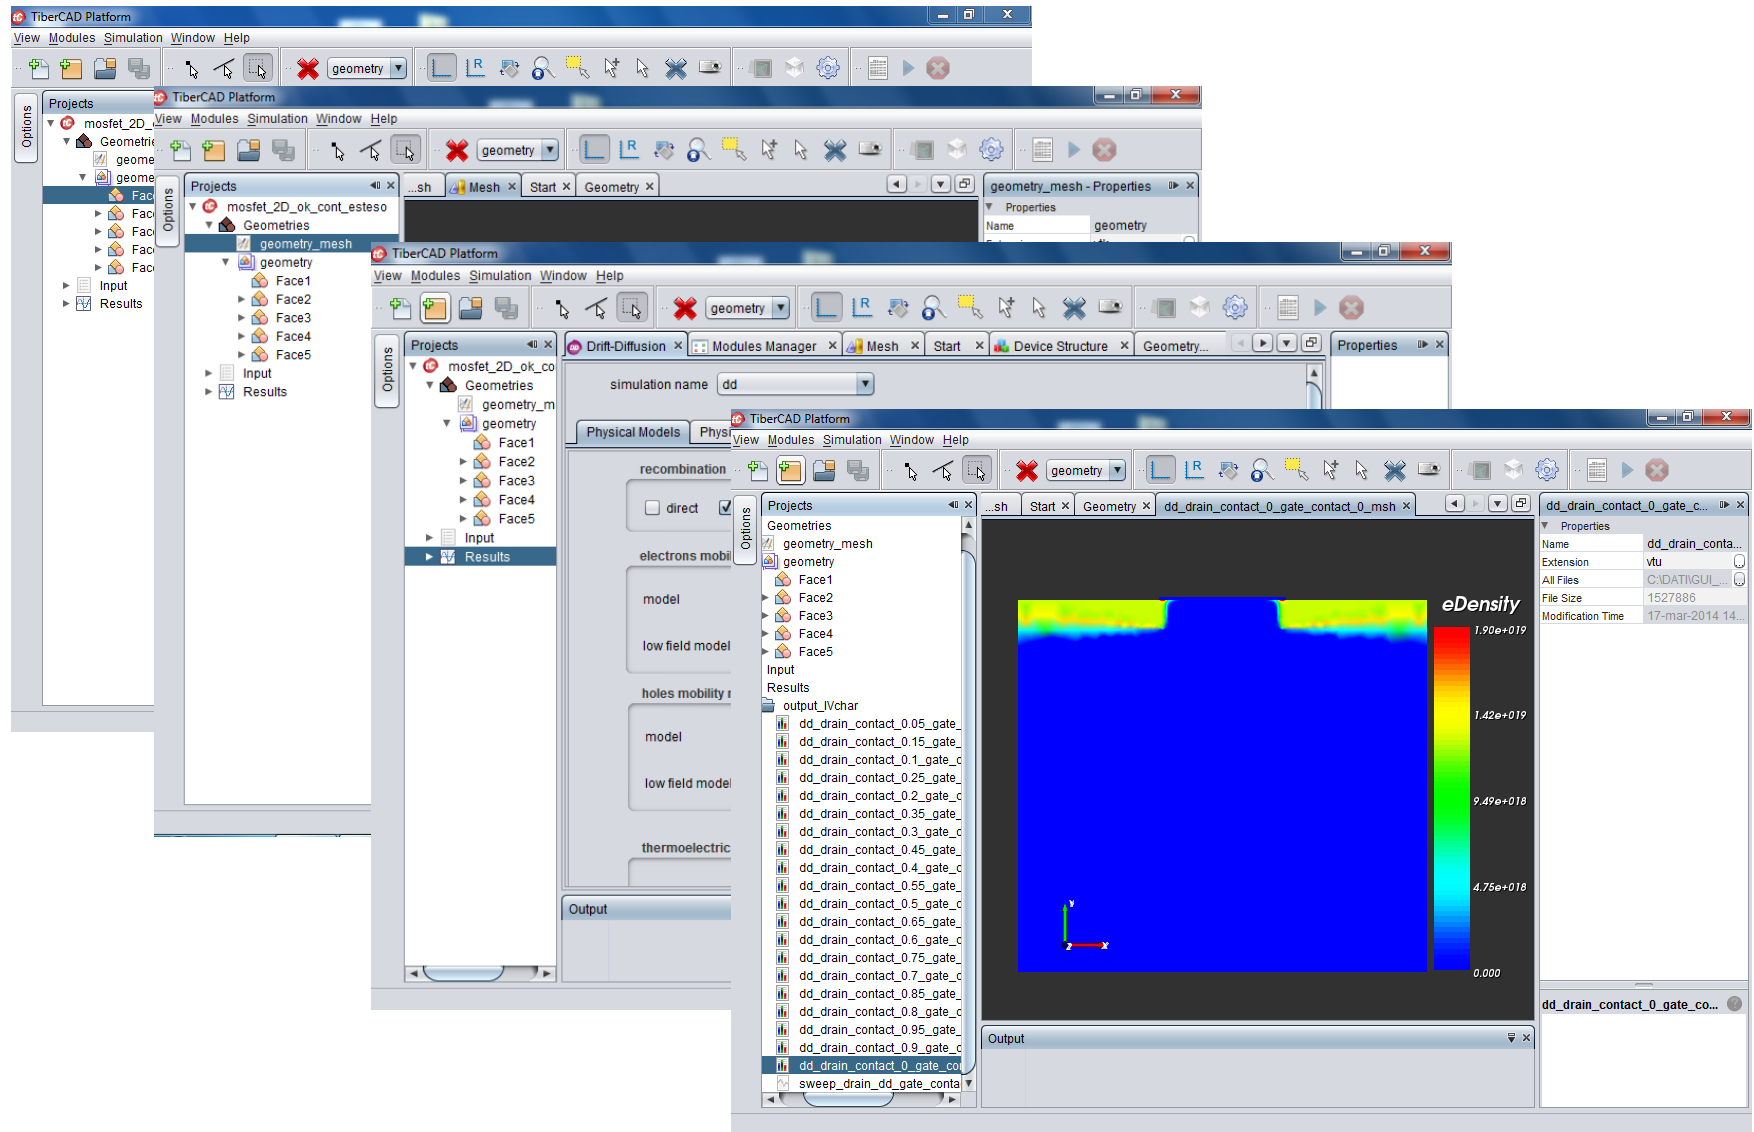 TiberCAD Platform
View Modules Simulation Window Help
geometry
Options
Projects
mosfet_2D_
Geometrie
geome
geome
Face
Face
Face
Face
Face
Input
Results
TiberCAD Platform
View Modules Simulation Window Help
geometry
Options
Projects
mosfet_2D_ok_cont_esteso
Geometries
geometry_mesh
geometry
Face1
Face2
Face3
Face4
Face5
Input
Results
...sh Mesh Start Geometry
geometry_mesh - Properties
Properties
Name geometry
TiberCAD Platform
View Modules Simulation Window Help
geometry
Options
Projects
mosfet_2D_ok_co
Geometries
geometry_m
geometry
Face1
Face2
Face3
Face4
Face5
Input
Results
Drift-Diffusion Modules Manager Mesh Start Device Structure Geometry...
simulation name dd
Physical Models Physi
recombination
direct
electrons mobil
model
low field model
holes mobility m
model
low field model
thermoelectric
Output
Properties
TiberCAD Platform
View Modules Simulation Window Help
geometry
Options
Projects
Geometries
geometry_mesh
geometry
Face1
Face2
Face3
Face4
Face5
Input
Results
output_IVchar
dd_drain_contact_0.05_gate_
dd_drain_contact_0.15_gate_
dd_drain_contact_0.1_gate_c
dd_drain_contact_0.25_gate_
dd_drain_contact_0.2_gate_c
dd_drain_contact_0.35_gate_
dd_drain_contact_0.3_gate_c
dd_drain_contact_0.45_gate_
dd_drain_contact_0.4_gate_c
dd_drain_contact_0.55_gate_
dd_drain_contact_0.5_gate_c
dd_drain_contact_0.65_gate_
dd_drain_contact_0.6_gate_c
dd_drain_contact_0.75_gate_
dd_drain_contact_0.7_gate_c
dd_drain_contact_0.85_gate_
dd_drain_contact_0.8_gate_c
dd_drain_contact_0.95_gate_
dd_drain_contact_0.9_gate_c
dd_drain_contact_0_gate_co
sweep_drain_dd_gate_conta
...sh Start Geometry dd_drain_contact_0_gate_contact_0_msh
eDensity
1.90e+019
1.42e+019
9.49e+018
4.75e+018
0.000
Y
Z X
Output
dd_drain_contact_0_gate_c...
Properties
Name dd_drain_conta...
Extension vtu
All Files C:\DATI\GUI_...
File Size 1527886
Modification Time 17-mar-2014 14...
dd_drain_contact_0_gate_co...